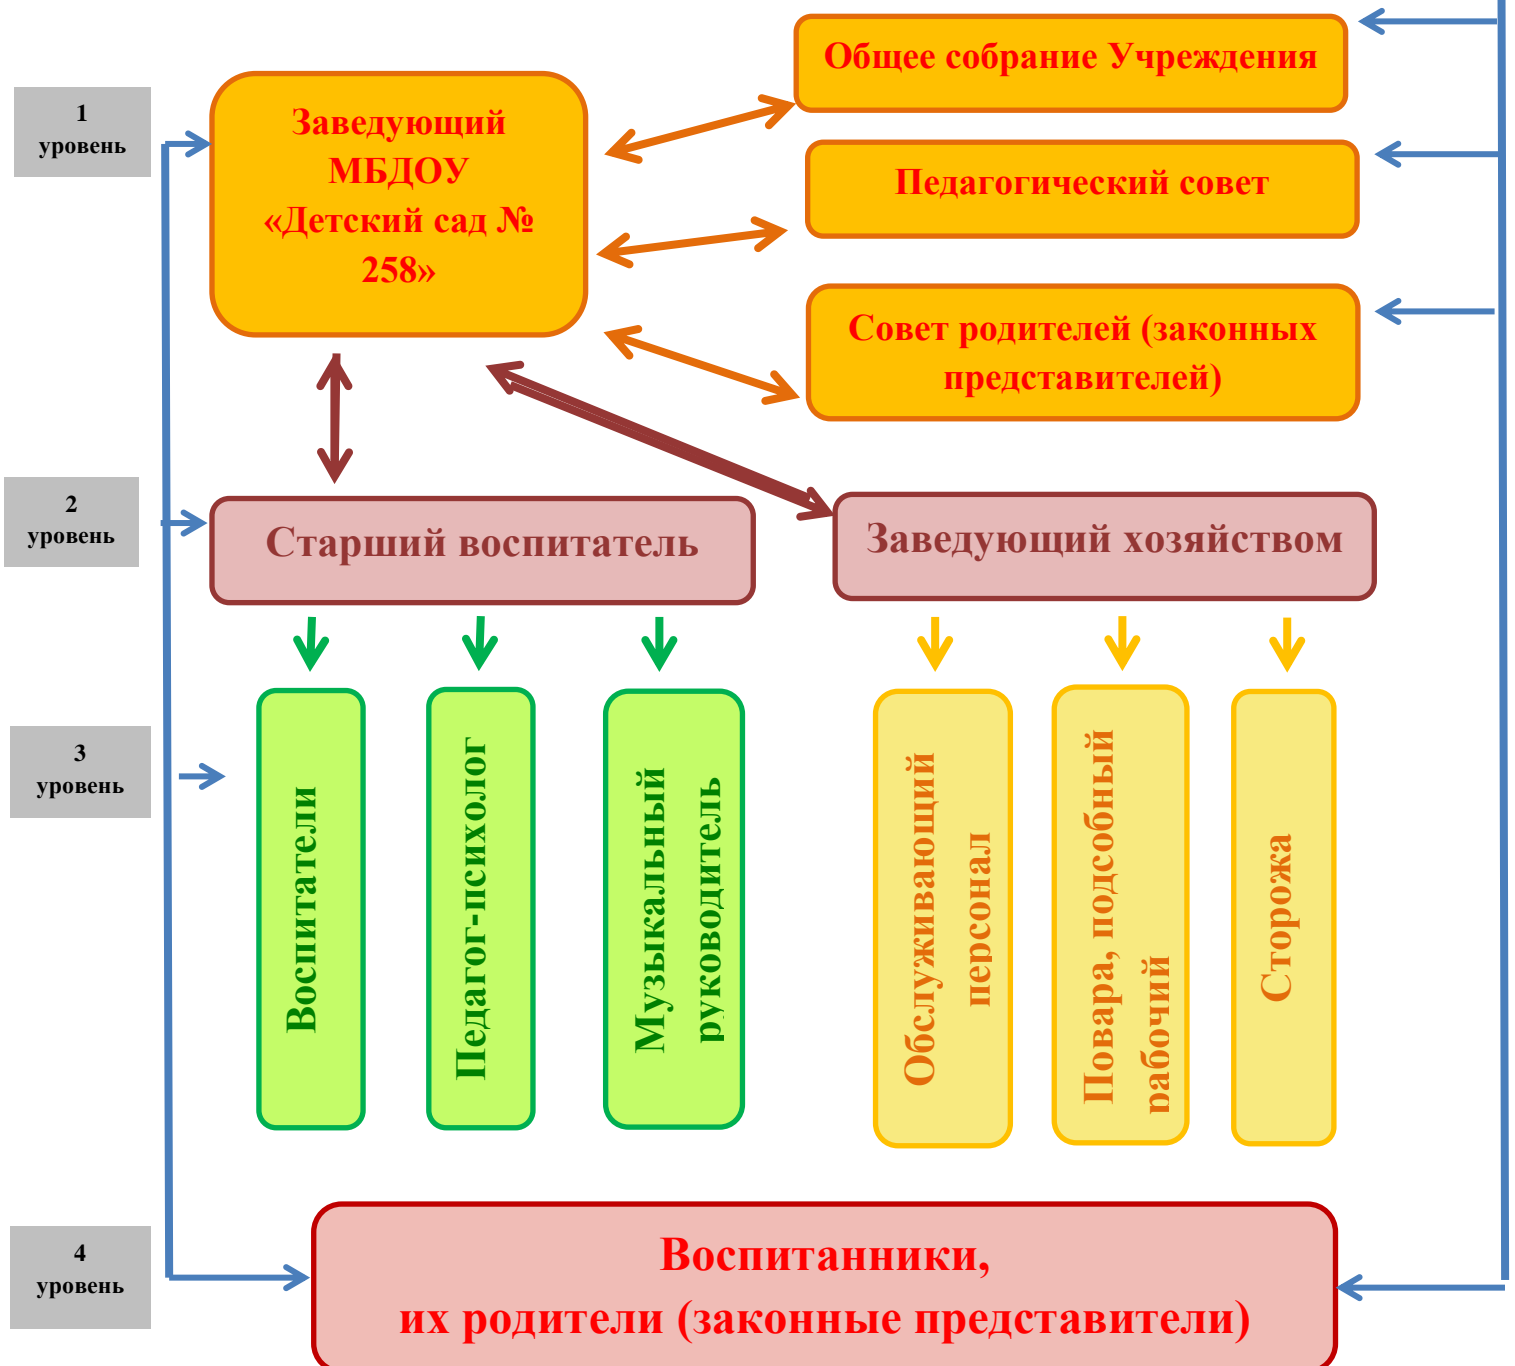 1
уровень
Заведующий
МБДОУ
«Детский сад №
258»
Общее собрание Учреждения
Педагогический совет
Совет родителей (законных
представителей)
2
уровень
Старший воспитатель
Заведующий хозяйством
3
уровень
Воспитатели
Педагог-психолог
Музыкальный
руководитель
Обслуживающий
персонал
Повара, подсобный
рабочий
Сторожа
4
уровень
Воспитанники,
их родители (законные представители)